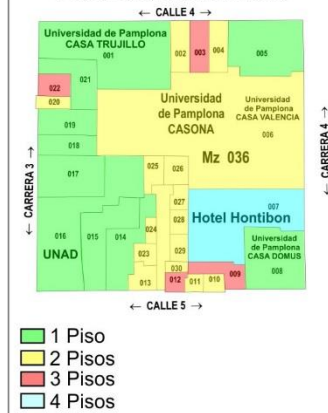 ← CALLE 4 →
Universidad de Pamplona
CASA TRUJILLO
001
002
003
004
005
021
022
020
019
018
017
Universidad
de Pamplona
CASONA
Universidad
de Pamplona
CASA VALENCIA
006
Mz 036
← CARRERA 3 →
← CARRERA 4 →
025
026
027
028
007
Hotel Hontibon
016
015
014
024
UNAD
023
029
Universidad
de Pamplona
CASA DOMUS
008
030
013
012
011
010
009
← CALLE 5 →
1 Piso
2 Pisos
3 Pisos
4 Pisos